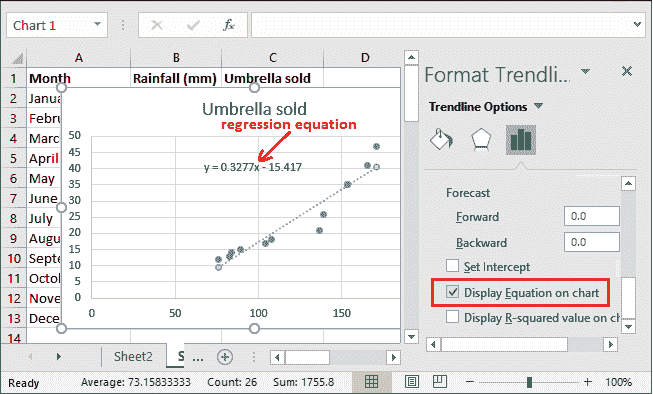 Chart 1
fx
A B C D
1 Month Rainfall (mm) Umbrella sold
2 Janua
3 Febru
4 Marc
5 April
6 May
7 June
8 July
9 Augu
10 Septe
11 Octol
12 Nove
13 Dece
14
Umbrella sold
regression equation
y = 0.3277x - 15.417
50
45
40
35
30
25
20
15
10
5
0
0 50 100 150
Format Trendli...
Trendline Options
Forecast
Forward 0.0
Backward 0.0
Set Intercept
Display Equation on chart
Display R-squared value on ch
Sheet2 S ...
Ready Average: 73.15833333 Count: 26 Sum: 1755.8 100%